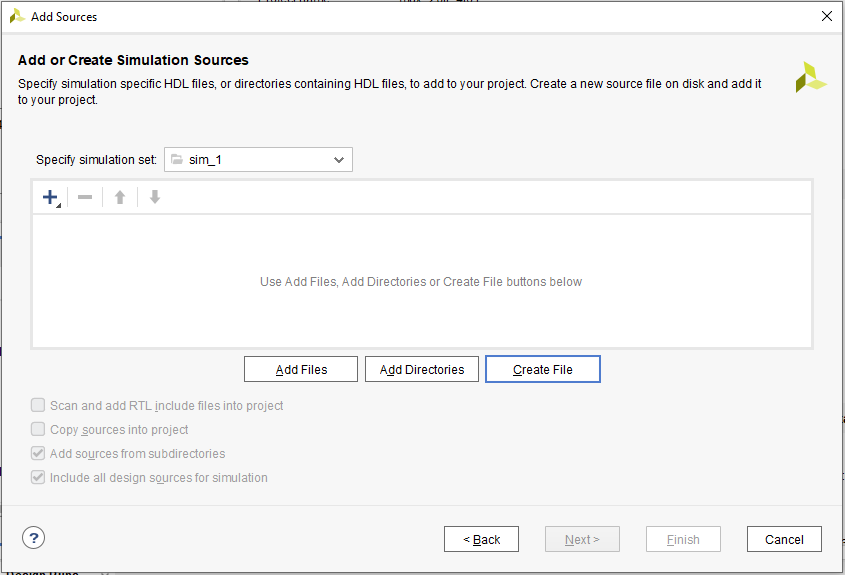 Add Sources
Add or Create Simulation Sources
Specify simulation specific HDL files, or directories containing HDL files, to add to your project. Create a new source file on disk and add it
to your project.
Specify simulation set: sim_1
Use Add Files, Add Directories or Create File buttons below
Add Files Add Directories Create File
Scan and add RTL include files into project
Copy sources into project
Add sources from subdirectories
Include all design sources for simulation
? < Back Next > Finish Cancel